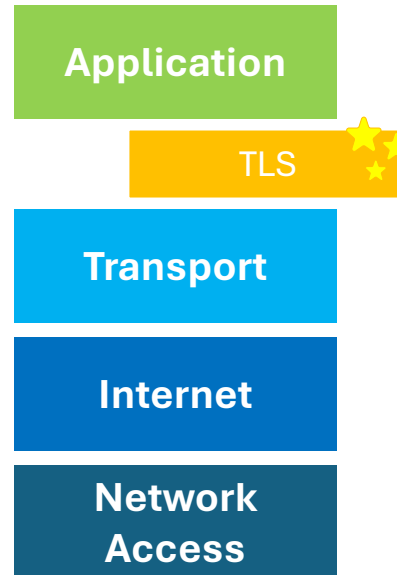 Application
TLS
Transport
Internet
Network
Access